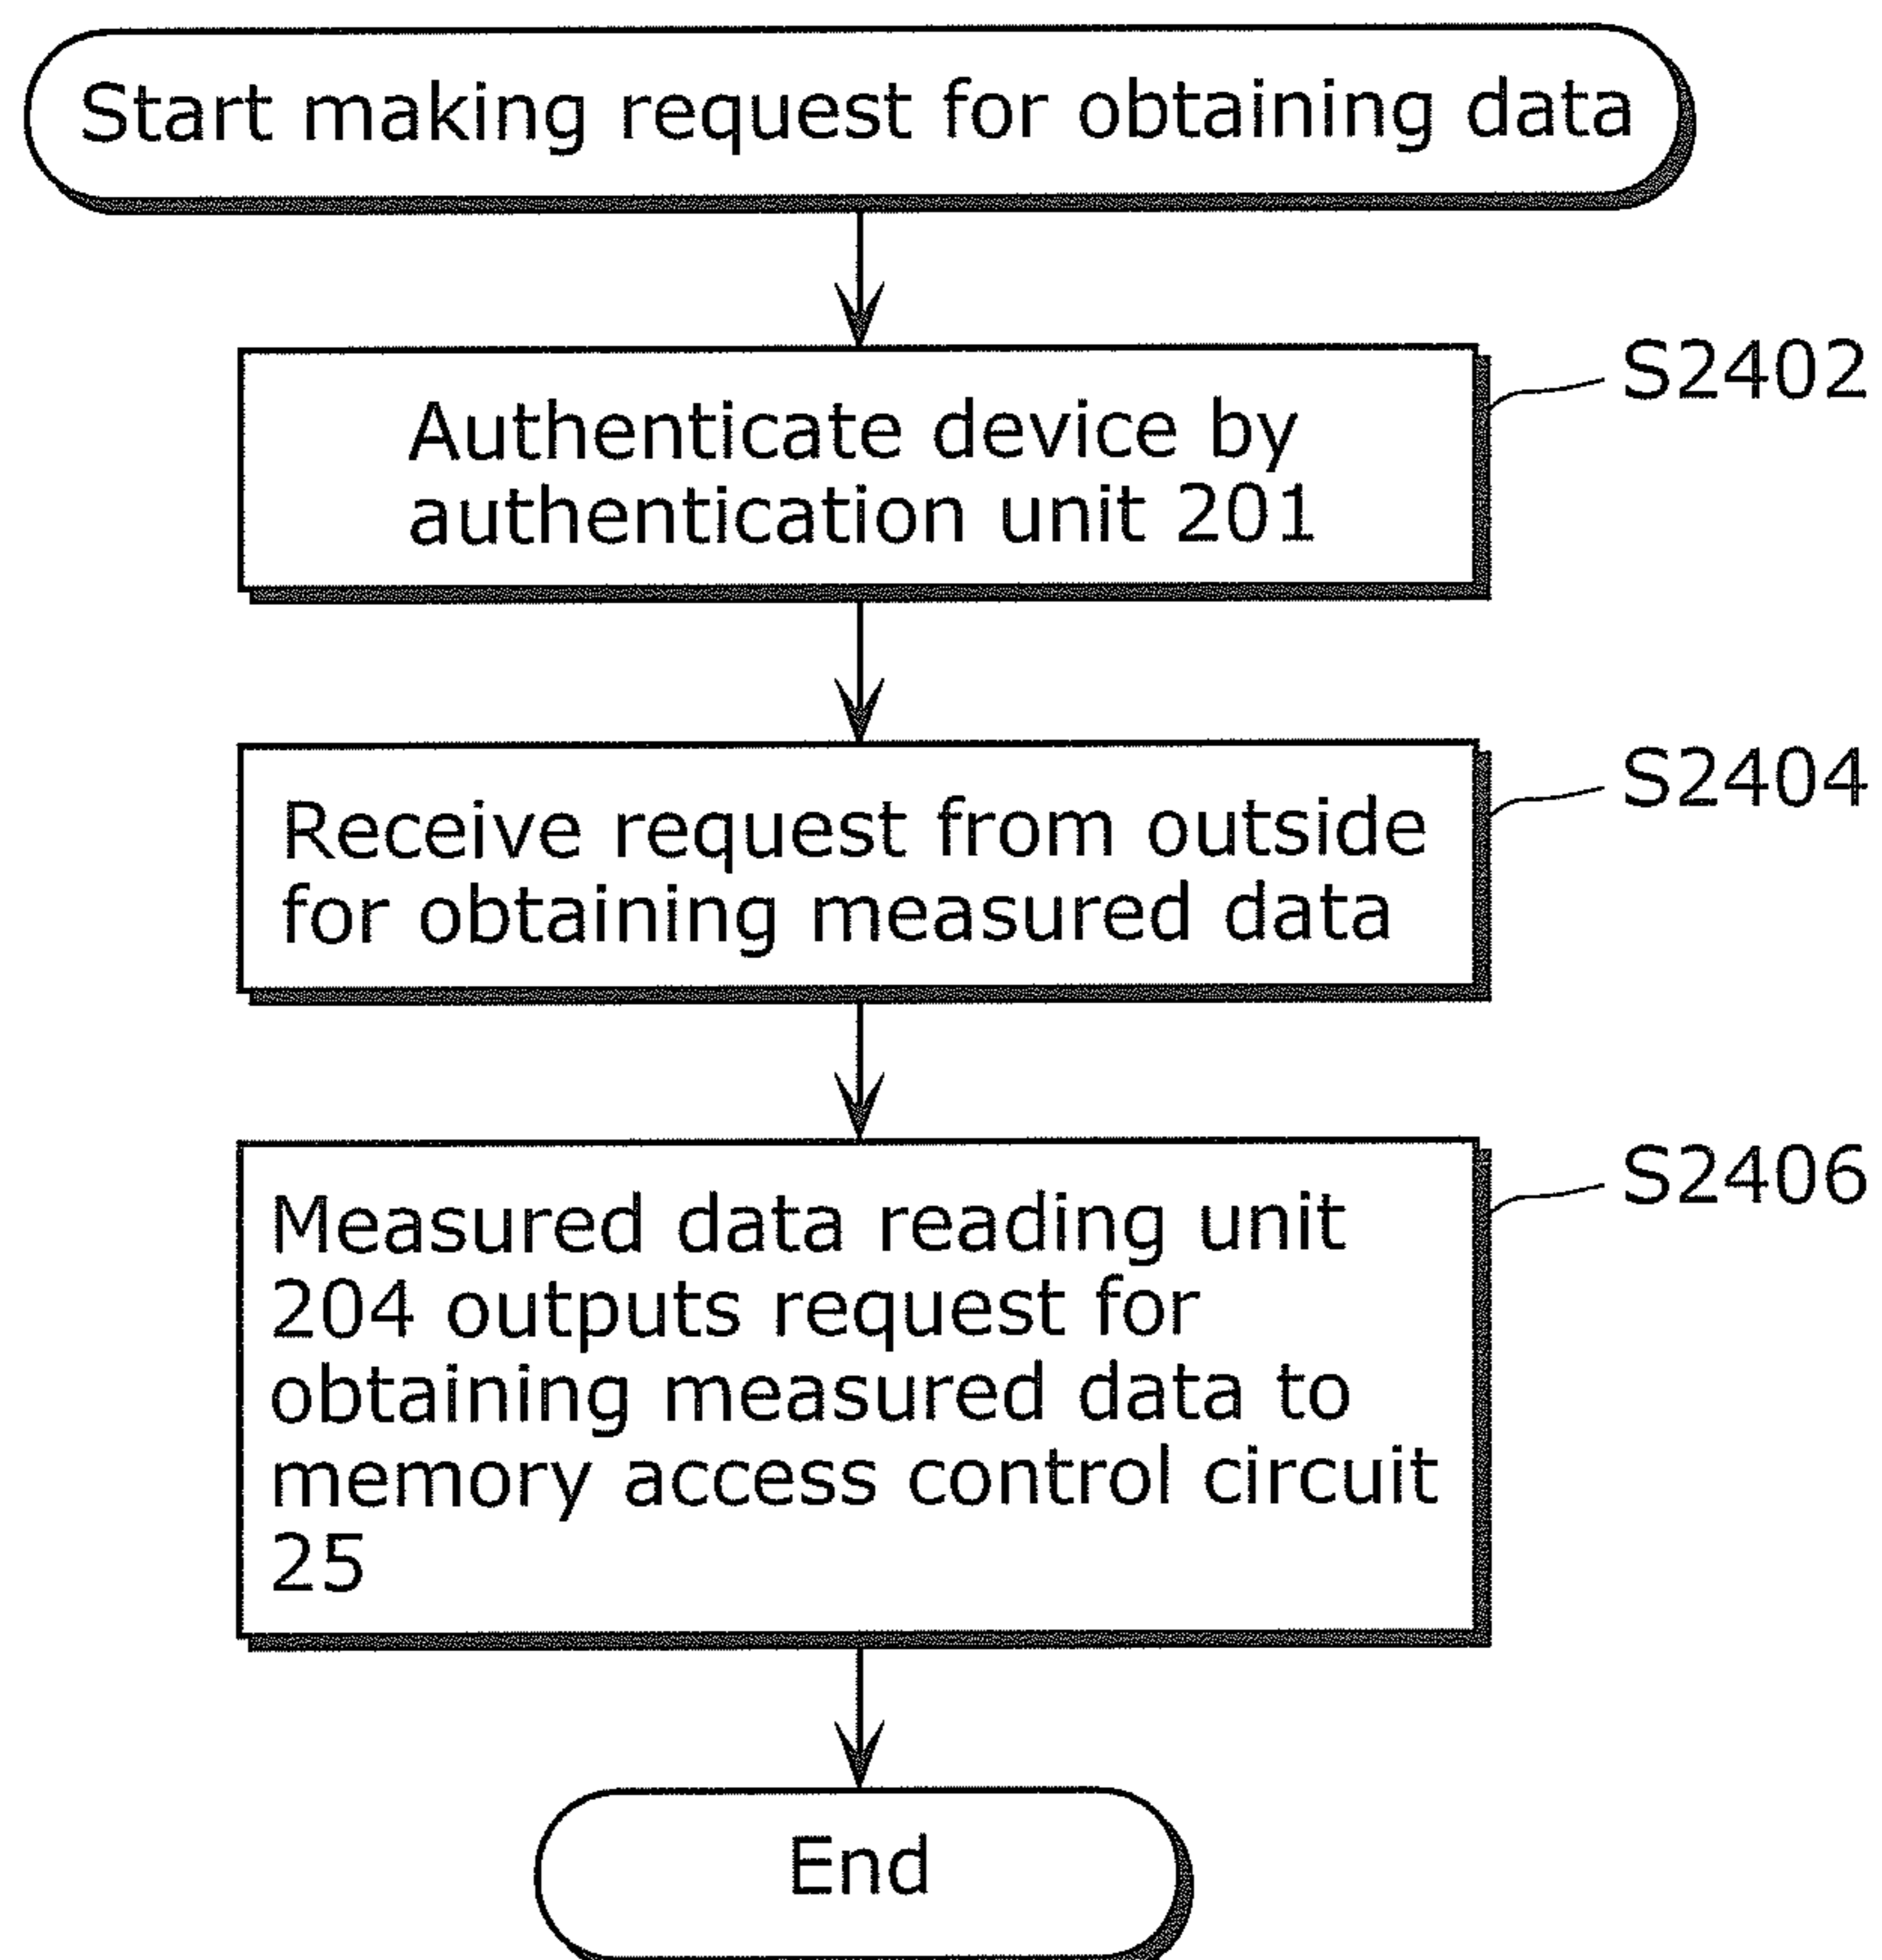 Start making request for obtaining data
S2402
Authenticate device by
authentication unit 201
S2404
Receive request from outside
for obtaining measured data
S2406
Measured data reading unit
204 outputs request for
obtaining measured data to
memory access control circuit
25
End